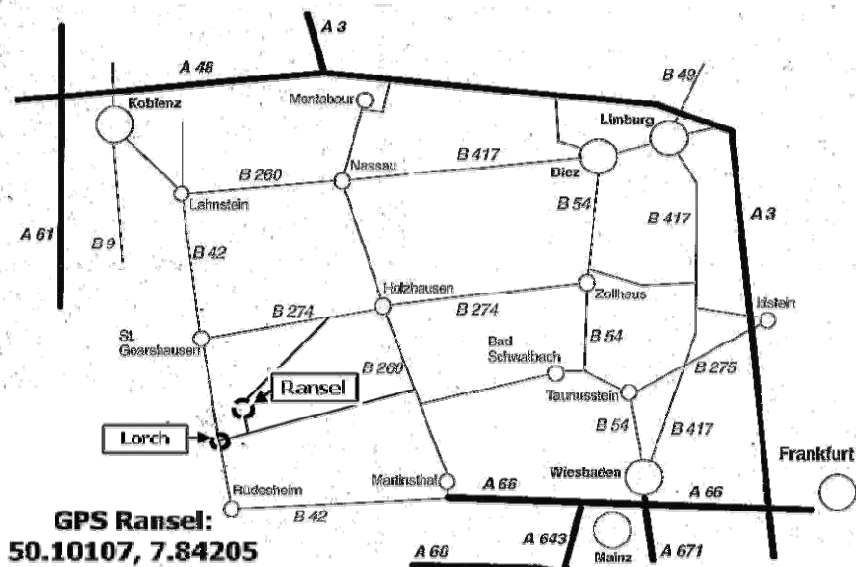 A 3
A 48
B 49
Koblenz
Montabaur
Limburg
Nassau
B 417
Diez
B 260
Lahnstein
B 54
B 417
A 3
A 61
B 9
B 42
Holzhausen
Zollhaus
Idstein
B 274
B 274
St.
Goarshausen
B 54
Bad
Schwalbach
B 260
B 275
Ransel
Taunusstein
Lorch
B 54
B 417
Frankfurt
Martinsthal
Wiesbaden
A 66
A 66
Rüdesheim
B 42
GPS Ransel:
50.10107, 7.84205
A 643
Mainz
A 671
A 60